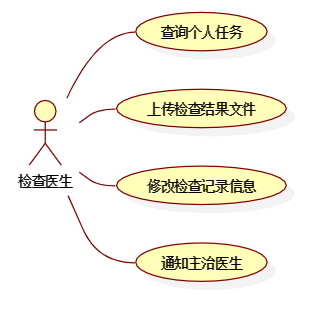 查询个人任务
上传检查结果文件
检查医生
修改检查记录信息
通知主治医生